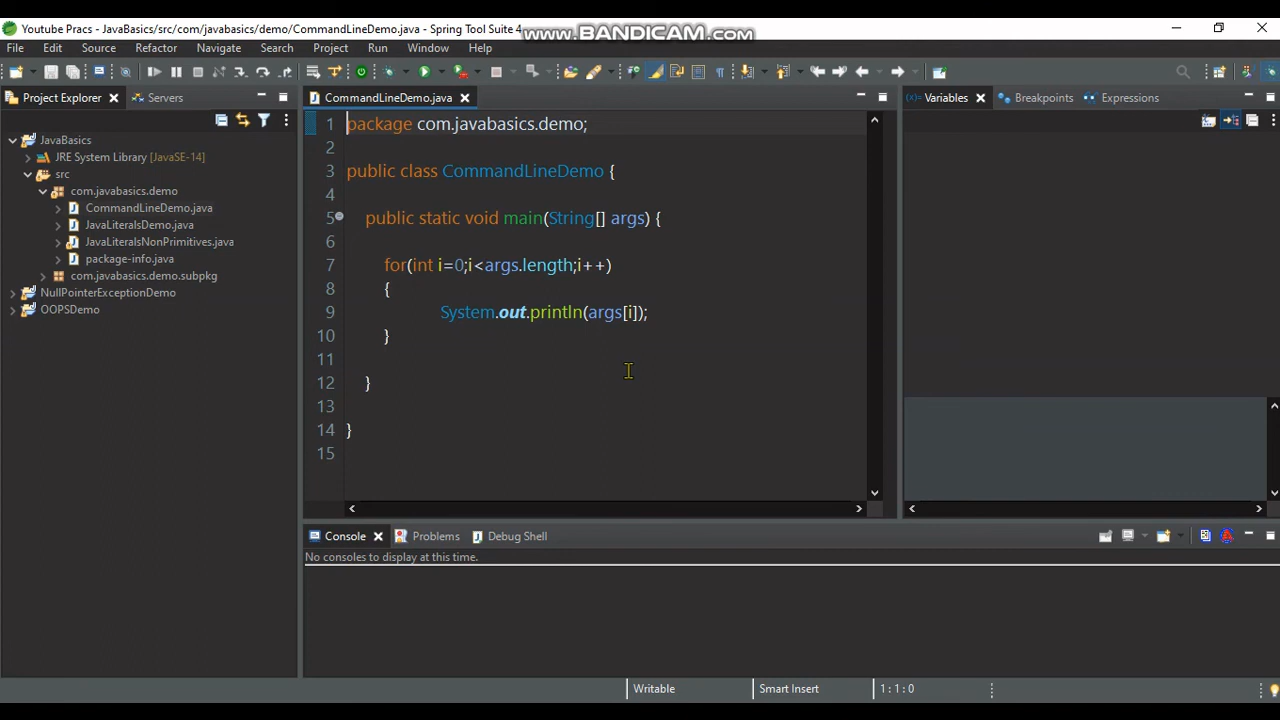 Youtube Pracs - JavaBasics/src/com/javabasics/demo/CommandLineDemo.java - Spring Tool Suite 4
www.BANDICAM.com
File Edit Source Refactor Navigate Search Project Run Window Help
Project Explorer Servers CommandLineDemo.java (x)= Variables Breakpoints Expressions
JavaBasics
JRE System Library [JavaSE-14]
src
com.javabasics.demo
CommandLineDemo.java
JavaLiteralsDemo.java
JavaLiteralsNonPrimitives.java
package-info.java
com.javabasics.demo.subpkg
NullPointerExceptionDemo
OOPSDemo
1 package com.javabasics.demo;
2
3 public class CommandLineDemo {
4
5 public static void main(String[] args) {
6
7 for(int i=0;i<args.length;i++)
8 {
9 System.out.println(args[i]);
10 }
11
12 }
13
14 }
15
Console Problems Debug Shell
No consoles to display at this time.
Writable Smart Insert 1 : 1 : 0